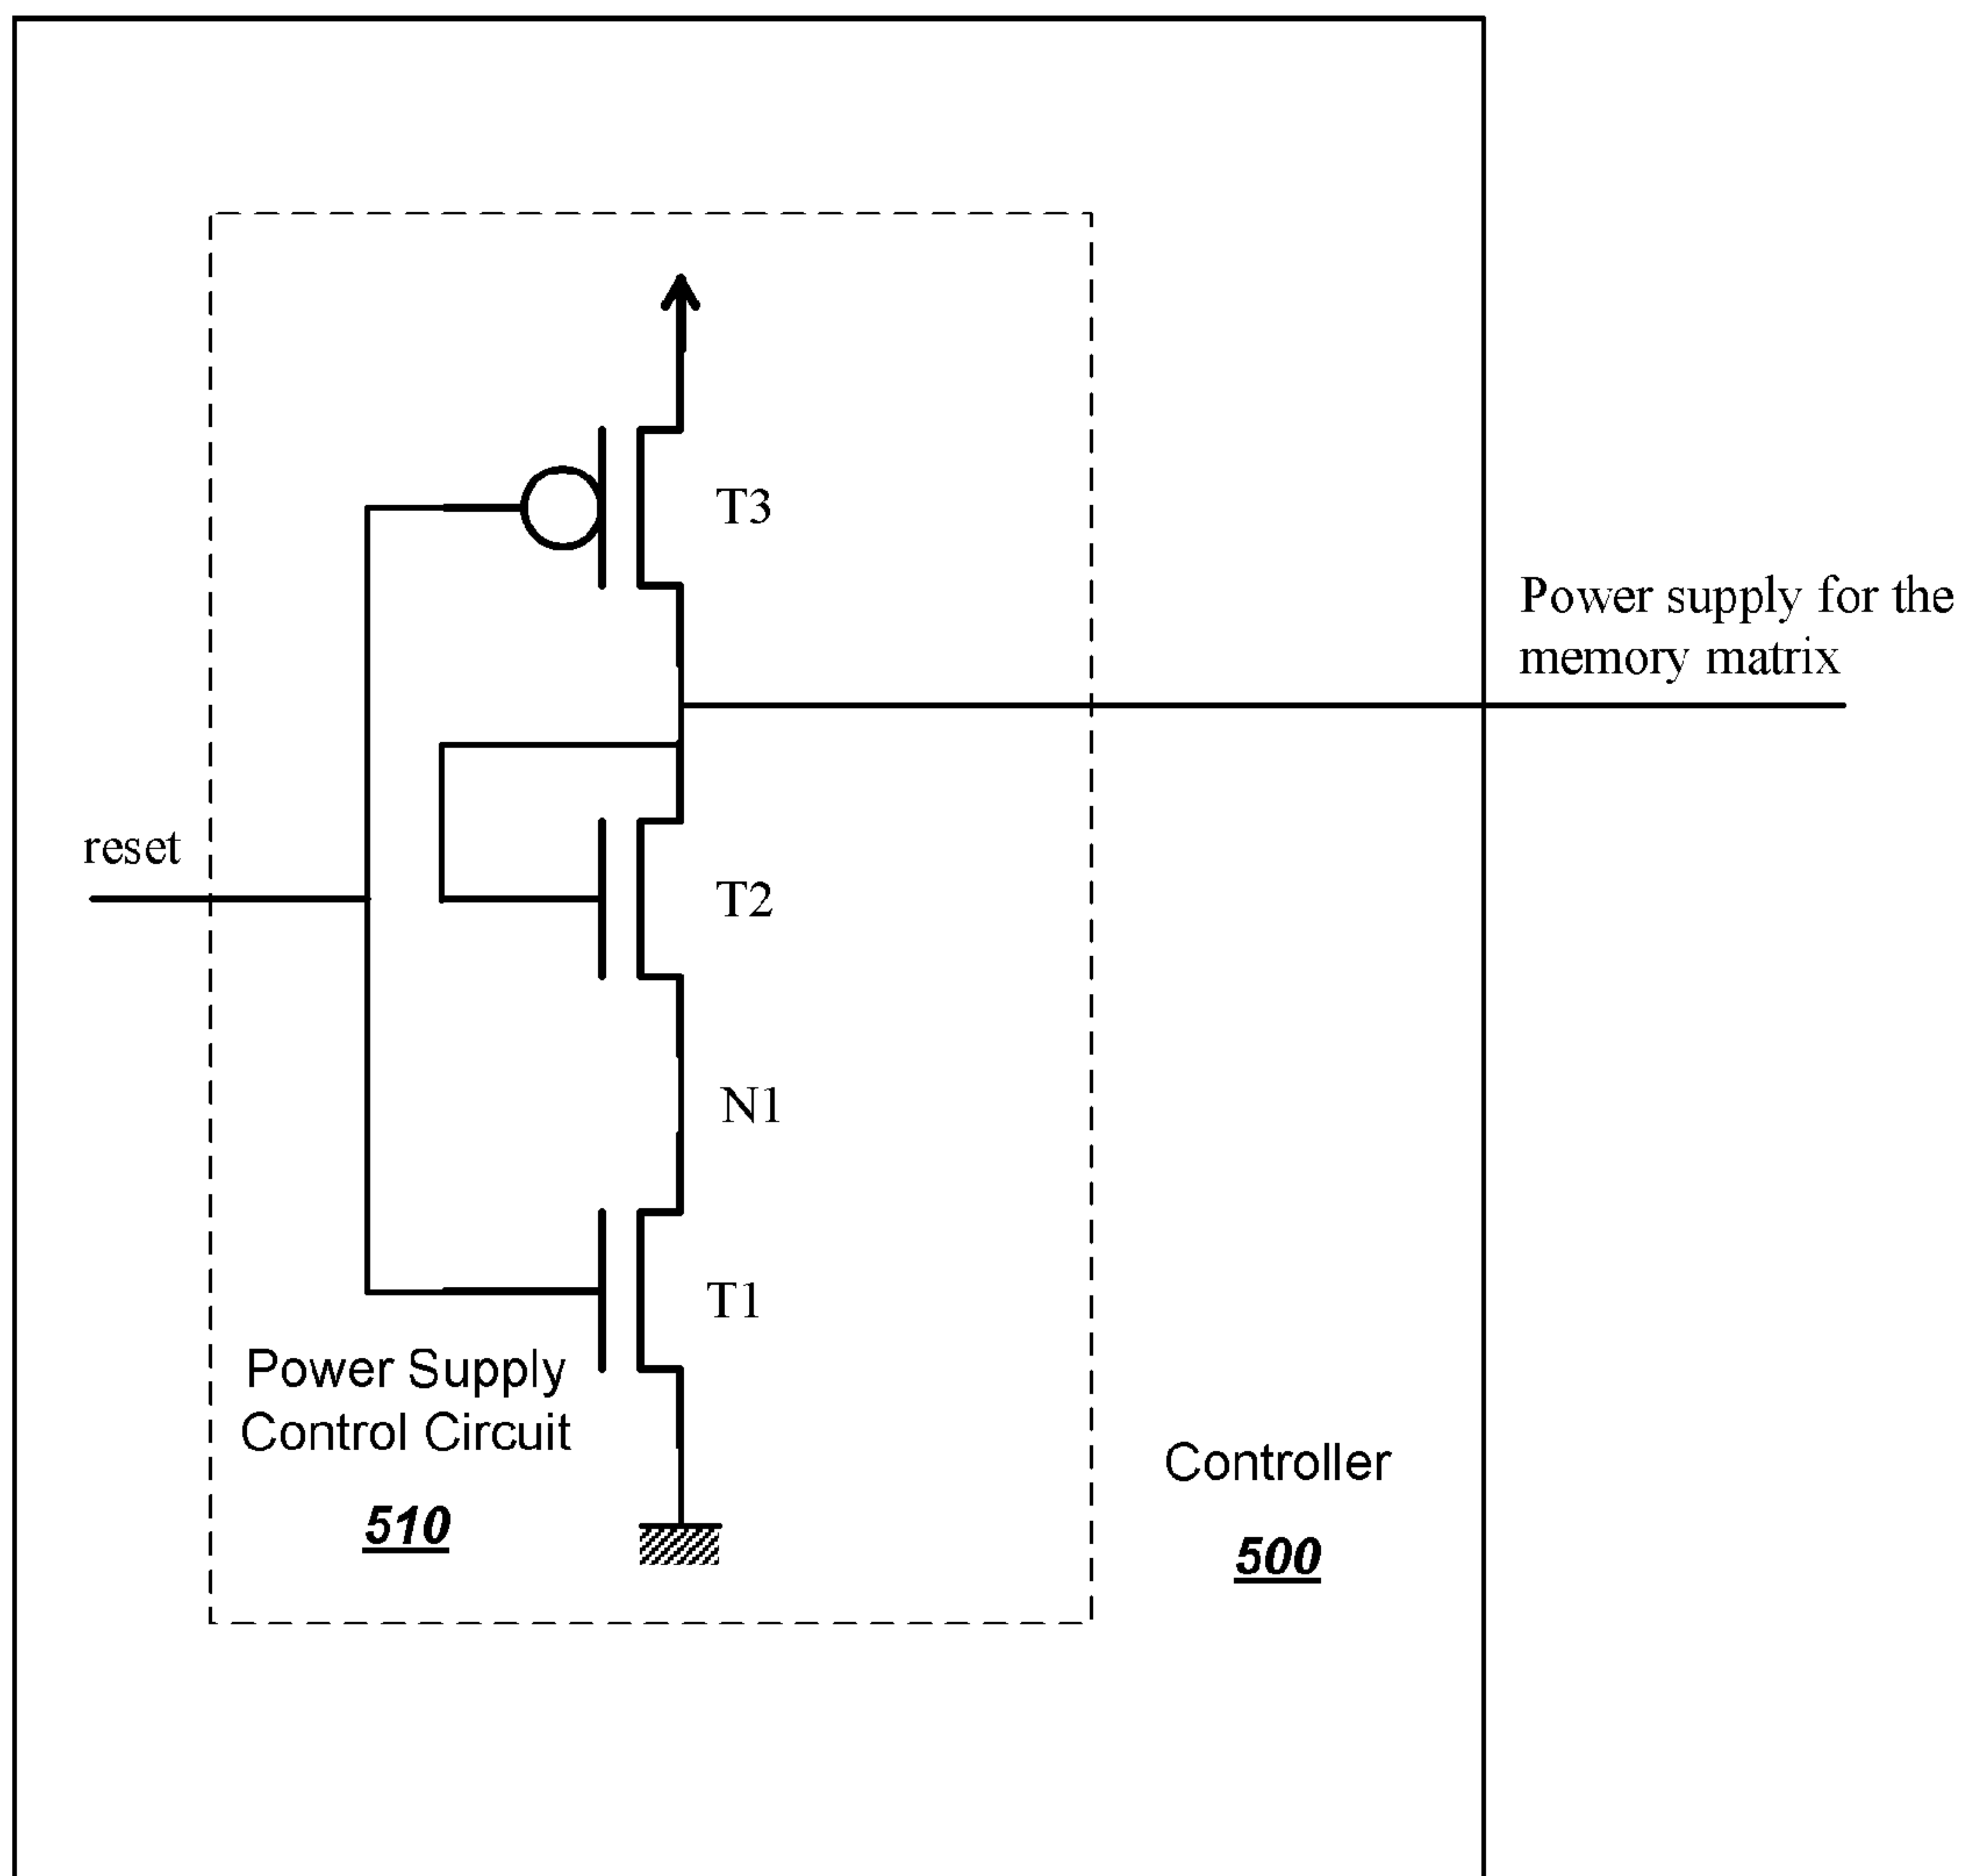 T3
Power supply for the
memory matrix
reset
T2
N1
T1
Power Supply
Control Circuit
510
Controller
500